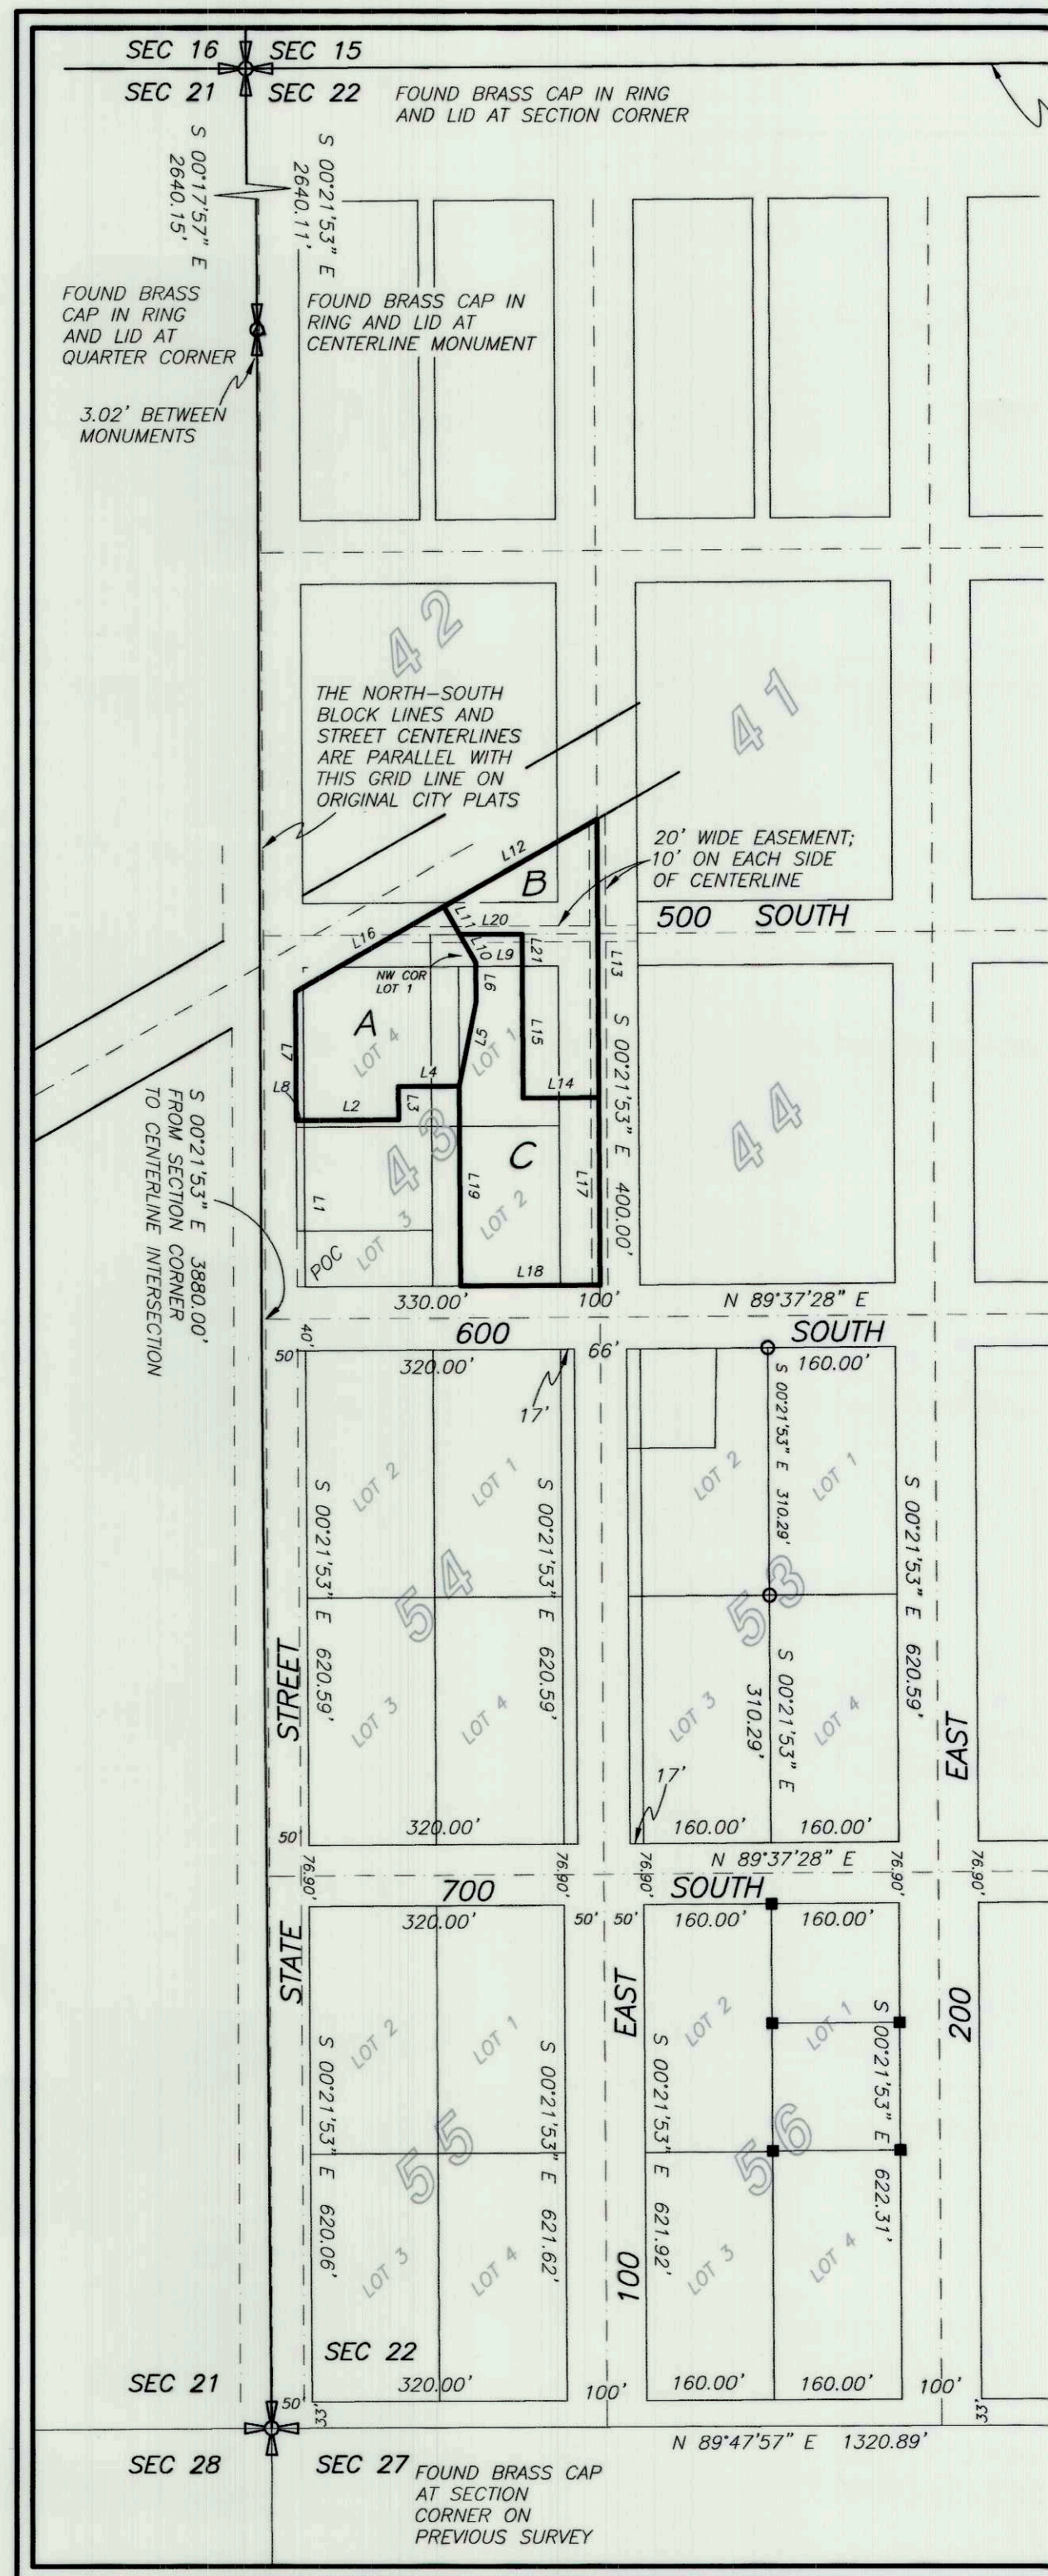 SEC 16
SEC 15
SEC 21
SEC 22
FOUND BRASS CAP IN RING
AND LID AT SECTION CORNER
S 00°17'57" E
2640.15'
S 00°21'53" E
2640.11'
FOUND BRASS
CAP IN RING
AND LID AT
QUARTER CORNER
FOUND BRASS CAP IN
RING AND LID AT
CENTERLINE MONUMENT
3.02' BETWEEN
MONUMENTS
42
41
THE NORTH-SOUTH
BLOCK LINES AND
STREET CENTERLINES
ARE PARALLEL WITH
THIS GRID LINE ON
ORIGINAL CITY PLATS
20' WIDE EASEMENT;
10' ON EACH SIDE
OF CENTERLINE
L12
B
500 SOUTH
L11
L20
L16
L10
L9
L21
L13
NW COR
LOT 1
L6
A
LOT 4
L5
LOT 1
L15
S 00°21'53" E 400.00'
L7
L4
L14
L8
L2
L3
43
44
C
L1
L19
L17
LOT 2
LOT 3
POC
L18
S 00°21'53" E 3880.00'
FROM SECTION CORNER
TO CENTERLINE INTERSECTION
330.00'
100'
N 89°37'28" E
600
SOUTH
40'
50'
320.00'
66'
160.00'
17'
S 00°21'53" E 310.29'
LOT 2
LOT 1
LOT 2
LOT 1
S 00°21'53" E 620.59'
S 00°21'53" E 620.59'
S 00°21'53" E 620.59'
54
53
STREET
LOT 3
LOT 4
LOT 3
S 00°21'53" E
310.29'
LOT 4
EAST
17'
50'
320.00'
160.00'
160.00'
N 89°37'28" E
76.90'
76.90'
76.90'
76.90'
76.90'
700
SOUTH
320.00'
50'
50'
160.00'
160.00'
STATE
EAST
200
LOT 2
LOT 1
LOT 2
LOT 1
S 00°21'53" E 620.06'
S 00°21'53" E 621.62'
S 00°21'53" E 621.92'
S 00°21'53" E 622.31'
55
56
LOT 3
LOT 4
100
LOT 3
LOT 4
SEC 22
SEC 21
320.00'
100'
160.00'
160.00'
100'
50'
33'
33'
N 89°47'57" E 1320.89'
SEC 28
SEC 27
FOUND BRASS CAP
AT SECTION
CORNER ON
PREVIOUS SURVEY